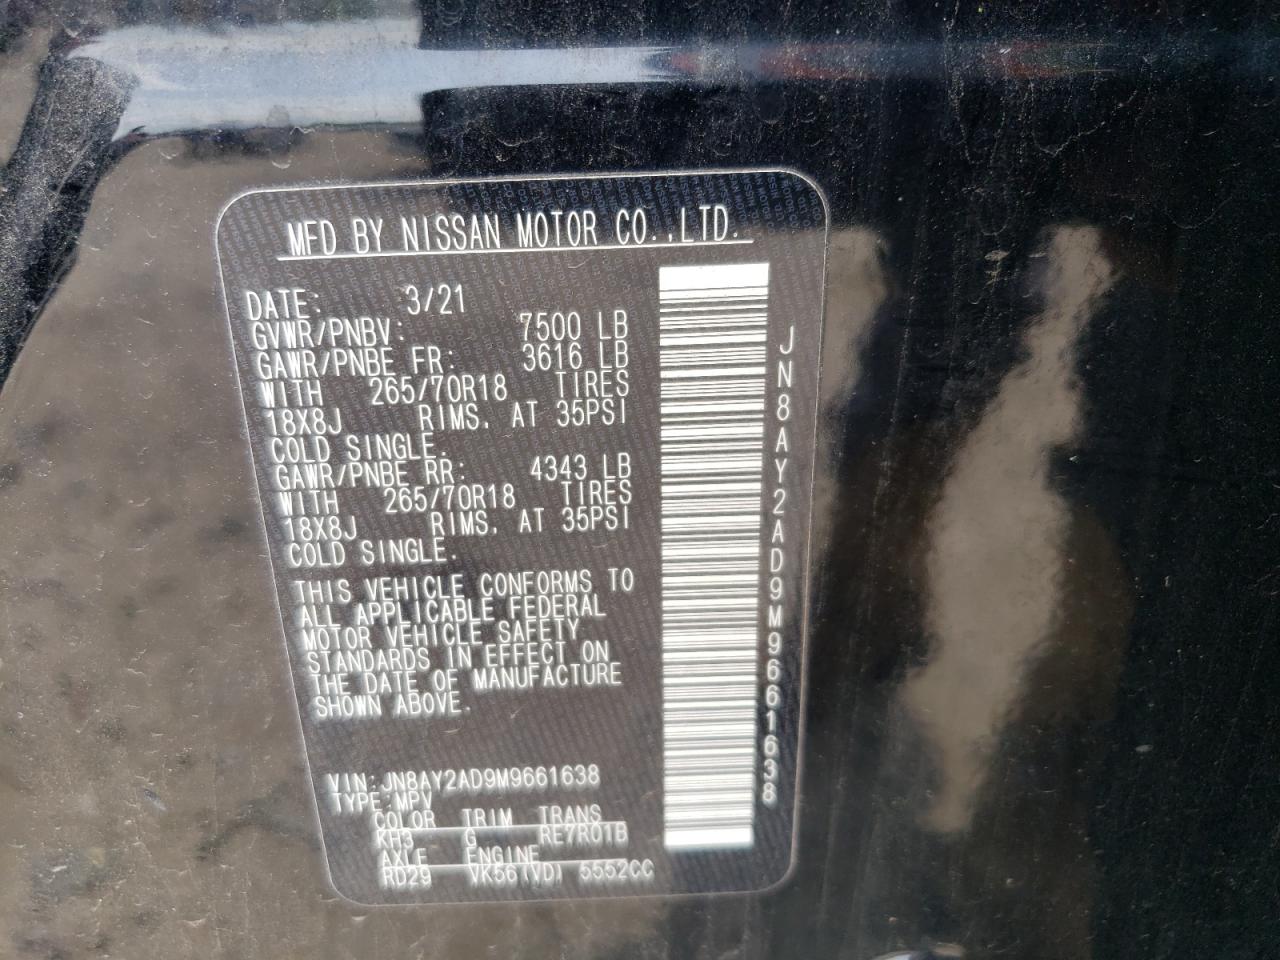 MFD BY NISSAN MOTOR CO.,LTD.
DATE: 3/21
GVWR/PNBV: 7500 LB
GAWR/PNBE FR: 3616 LB
WITH 265/70R18 TIRES
18X8J RIMS, AT 35PSI
COLD SINGLE.
GAWR/PNBE RR: 4343 LB
WITH 265/70R18 TIRES
18X8J RIMS, AT 35PSI
COLD SINGLE.
THIS VEHICLE CONFORMS TO
ALL APPLICABLE FEDERAL
MOTOR VEHICLE SAFETY
STANDARDS IN EFFECT ON
THE DATE OF MANUFACTURE
SHOWN ABOVE.
VIN:JN8AY2AD9M9661638
TYPE:MPV
COLOR TRIM TRANS
KH3 G RE7R01B
AXLE ENGINE
RD29 VK56(VD) 5552CC
JN8AY2AD9M9661638